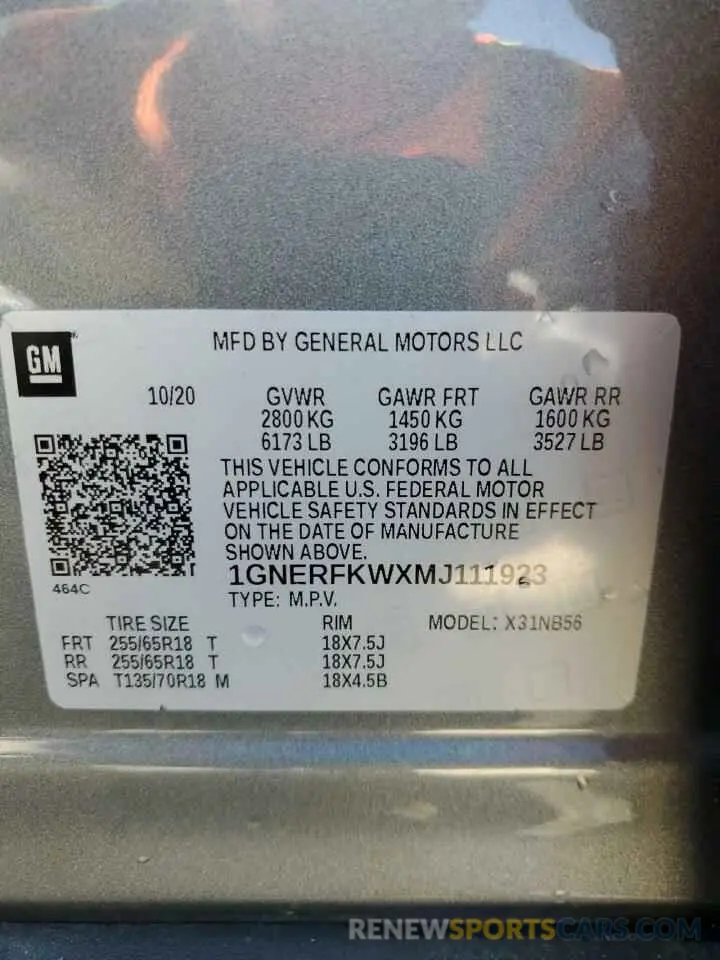 GM
MFD BY GENERAL MOTORS LLC
10/20 GVWR GAWR FRT GAWR RR
2800 KG 1450 KG 1600 KG
6173 LB 3196 LB 3527 LB
THIS VEHICLE CONFORMS TO ALL
APPLICABLE U.S. FEDERAL MOTOR
VEHICLE SAFETY STANDARDS IN EFFECT
ON THE DATE OF MANUFACTURE
SHOWN ABOVE.
464C
1GNERFKWXMJ111923
TYPE: M.P.V.
TIRE SIZE RIM MODEL: X31NB56
FRT 255/65R18 T 18X7.5J
RR 255/65R18 T 18X7.5J
SPA T135/70R18 M 18X4.5B
RENEWSPORTSCARS.COM